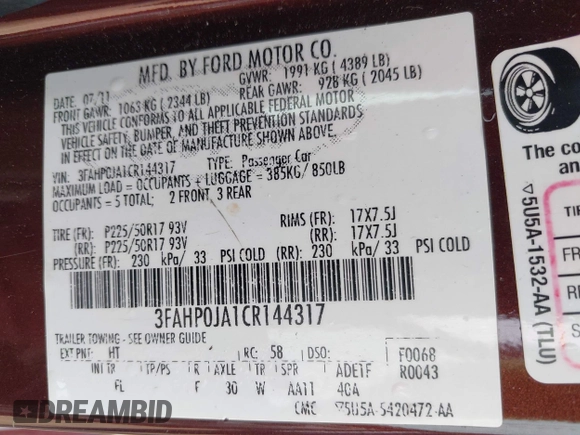 MFD. BY FORD MOTOR CO.
DATE: 07/11
GVWR: 1991 KG ( 4389 LB)
FRONT GAWR: 1063 KG ( 2344 LB)
REAR GAWR: 928 KG ( 2045 LB)
THIS VEHICLE CONFORMS TO ALL APPLICABLE FEDERAL MOTOR
VEHICLE SAFETY, BUMPER, AND THEFT PREVENTION STANDARDS
IN EFFECT ON THE DATE OF MANUFACTURE SHOWN ABOVE.
VIN: 3FAHP0JA1CR144317 TYPE: Passenger Car
MAXIMUM LOAD = OCCUPANTS + LUGGAGE = 385KG/850LB
OCCUPANTS = 5 TOTAL; 2 FRONT, 3 REAR
TIRE (FR): P225/50R17 93V RIMS (FR): 17X7.5J
(RR): P225/50R17 93V (RR): 17X7.5J
PRESSURE (FR): 230 kPa/ 33 PSI COLD (RR): 230 kPa/ 33 PSI COLD
3FAHP0JA1CR144317
TRAILER TOWING - SEE OWNER GUIDE
EXT PNT: HT RC: 58 DSO: F0068
INT TR TP/PS R AXLE TR SPR ADETF R0043
FL F 30 W AA11 4GA
CMC 5U5A-5420472-AA
The co
an
TI
FR
RE
S
5U5A-1532-AA (TLU)
DREAMBID